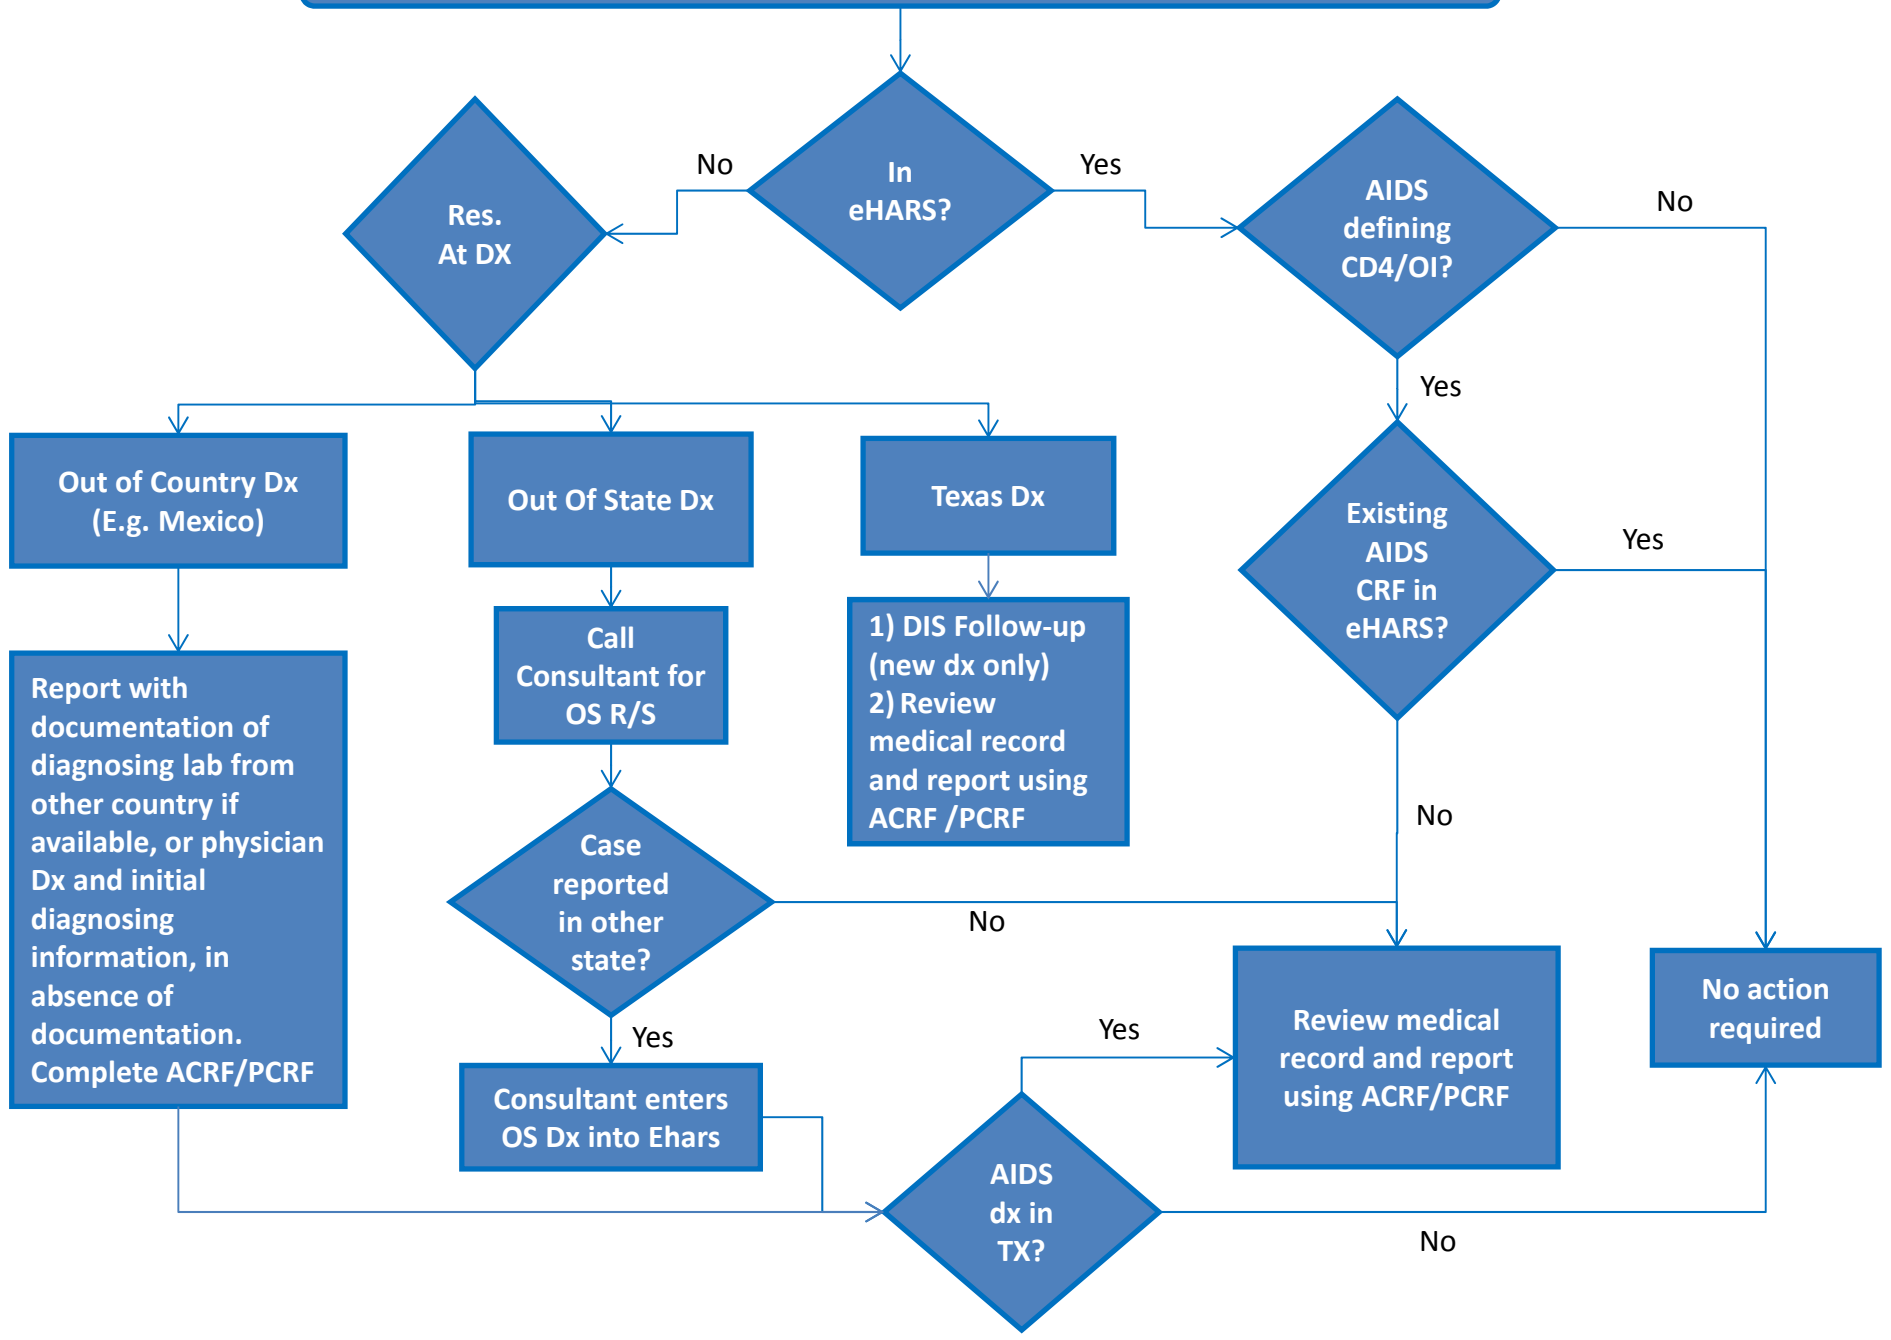 No
In
eHARS?
Yes
Res.
At DX
AIDS
defining
CD4/OI?
No
Yes
Out of Country Dx
(E.g. Mexico)
Out Of State Dx
Texas Dx
Existing
AIDS
CRF in
eHARS?
Yes
Report with
documentation of
diagnosing lab from
other country if
available, or physician
Dx and initial
diagnosing
information, in
absence of
documentation.
Complete ACRF/PCRF
Call
Consultant for
OS R/S
1) DIS Follow-up
(new dx only)
2) Review
medical record
and report using
ACRF /PCRF
No
Case
reported
in other
state?
No
Yes
Consultant enters
OS Dx into Ehars
AIDS
dx in
TX?
Yes
Review medical
record and report
using ACRF/PCRF
No action
required
No